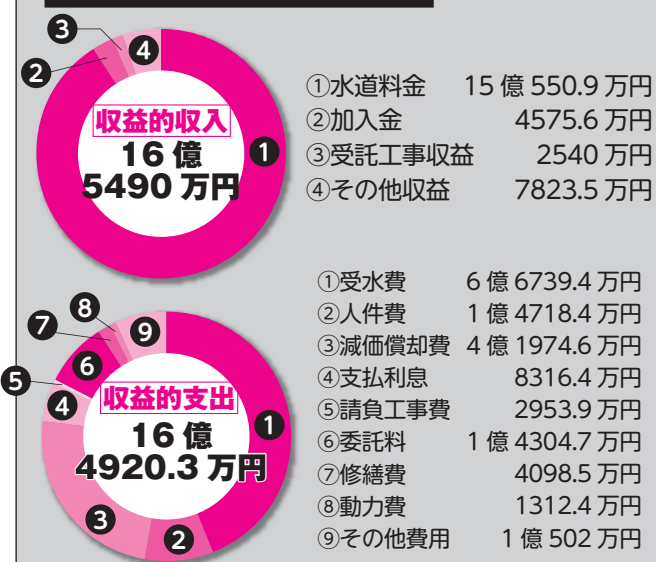 ③
②
④
①
収益的収入
16億
5490万円
①水道料金 15億550.9万円
②加入金 4575.6万円
③受託工事収益 2540万円
④その他収益 7823.5万円
⑧
⑨
⑦
⑥
⑤
④
①
③
②
収益的支出
16億
4920.3万円
①受水費 6億6739.4万円
②人件費 1億4718.4万円
③減価償却費 4億1974.6万円
④支払利息 8316.4万円
⑤請負工事費 2953.9万円
⑥委託料 1億4304.7万円
⑦修繕費 4098.5万円
⑧動力費 1312.4万円
⑨その他費用 1億502万円